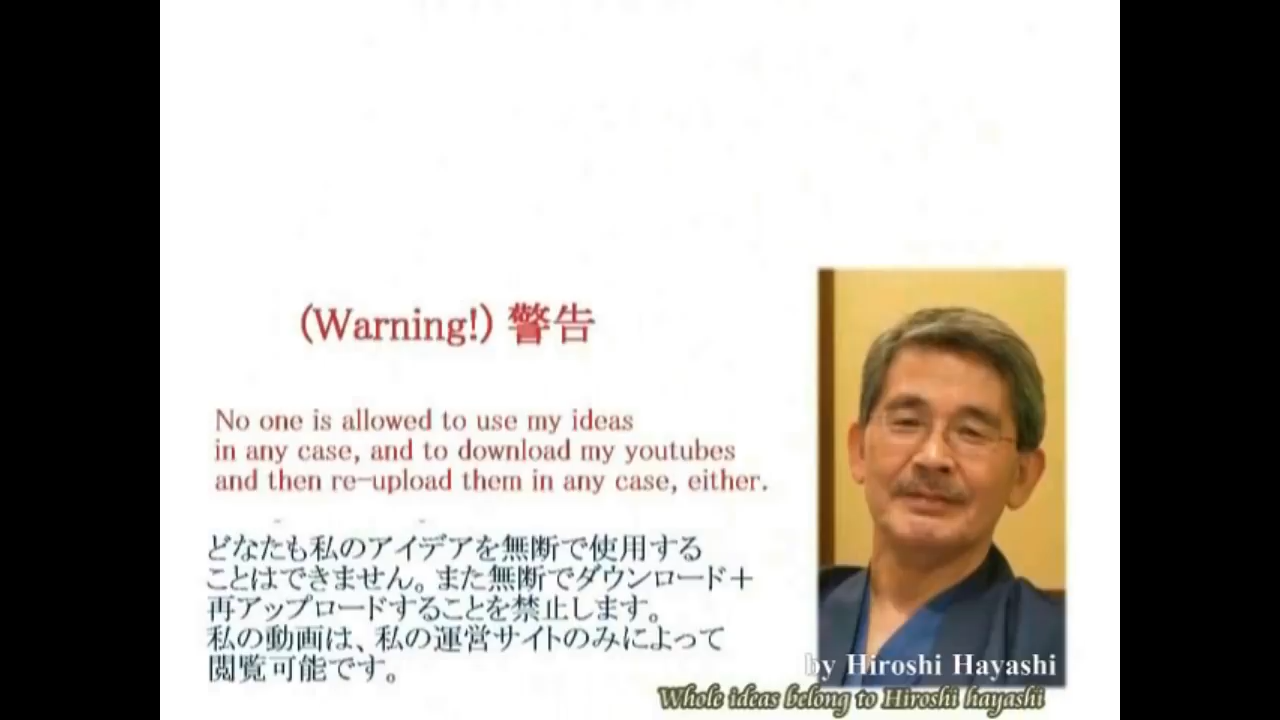 (Warning!) 警告
No one is allowed to use my ideas
in any case, and to download my youtubes
and then re-upload them in any case, either.
どなたも私のアイデアを無断で使用する
ことはできません。また無断でダウンロード＋
再アップロードすることを禁止します。
私の動画は、私の運営サイトのみによって
閲覧可能です。
by Hiroshi Hayashi
Whole ideas belong to Hiroshi hayashi